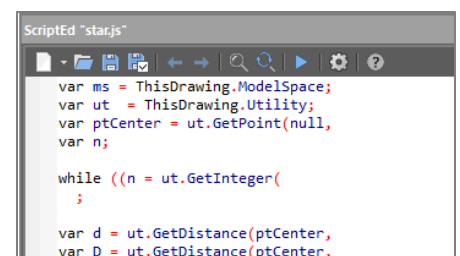 ScriptEd "star.js"
var ms = ThisDrawing.ModelSpace;
var ut  = ThisDrawing.Utility;
var ptCenter = ut.GetPoint(null,
var n;
while ((n = ut.GetInteger(
;
var d = ut.GetDistance(ptCenter,
var D = ut.GetDistance(ptCenter,